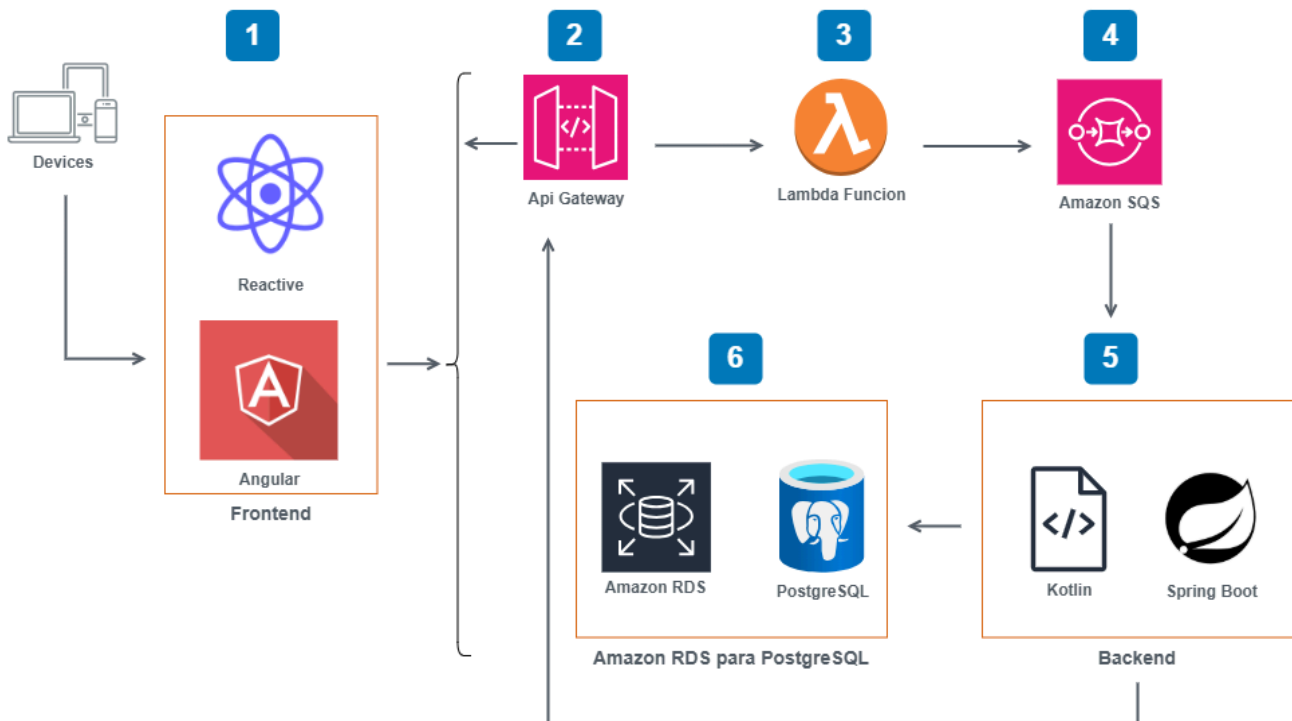 1
2
3
4
Devices
Api Gateway
Lambda Funcion
Amazon SQS
Reactive
Angular
Frontend
6
5
Amazon RDS
PostgreSQL
Kotlin
Spring Boot
Amazon RDS para PostgreSQL
Backend